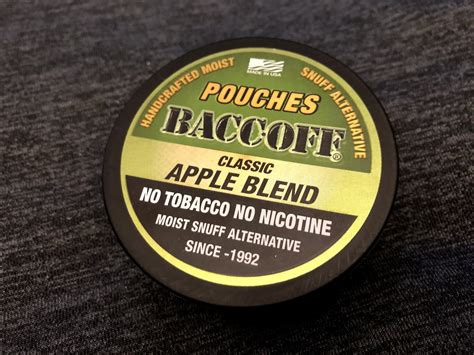 MADE IN USA
HANDCRAFTED MOIST SNUFF ALTERNATIVE
POUCHES
BACCOFF®
CLASSIC
APPLE BLEND
NO TOBACCO NO NICOTINE
MOIST SNUFF ALTERNATIVE
SINCE -1992